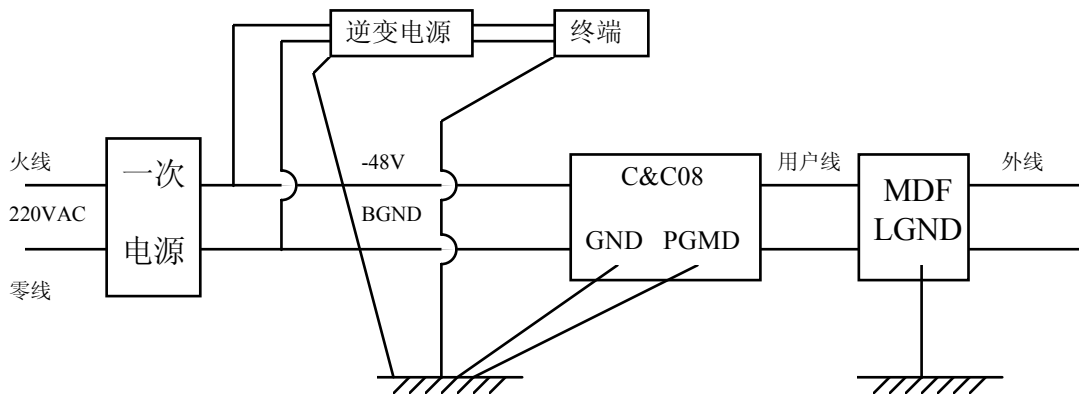 逆变电源
终端
火线
一次
电源
220VAC
零线
-48V
BGND
C&C08
GND PGMD
用户线
MDF
LGND
外线